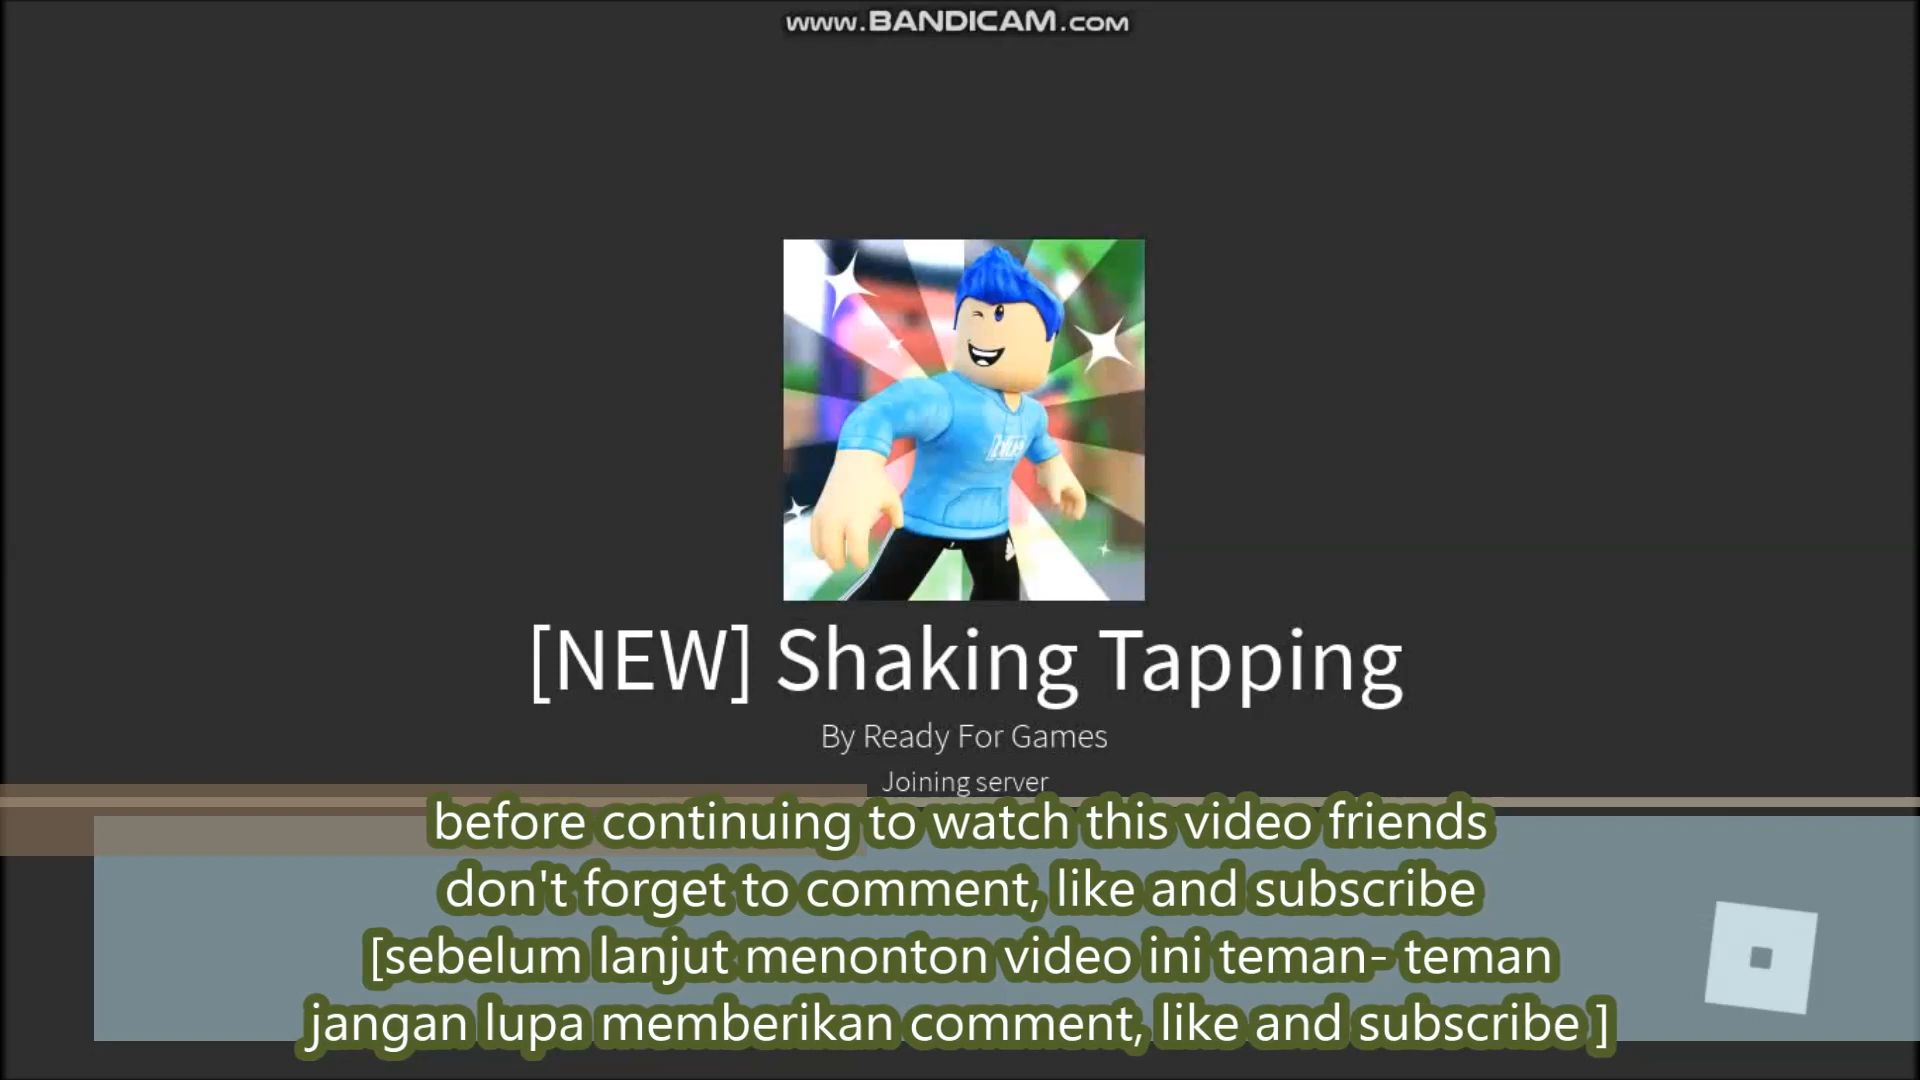 www.BANDICAM.com
[NEW] Shaking Tapping
By Ready For Games
Joining server
before continuing to watch this video friends
don't forget to comment, like and subscribe
[sebelum lanjut menonton video ini teman- teman
jangan lupa memberikan comment, like and subscribe ]